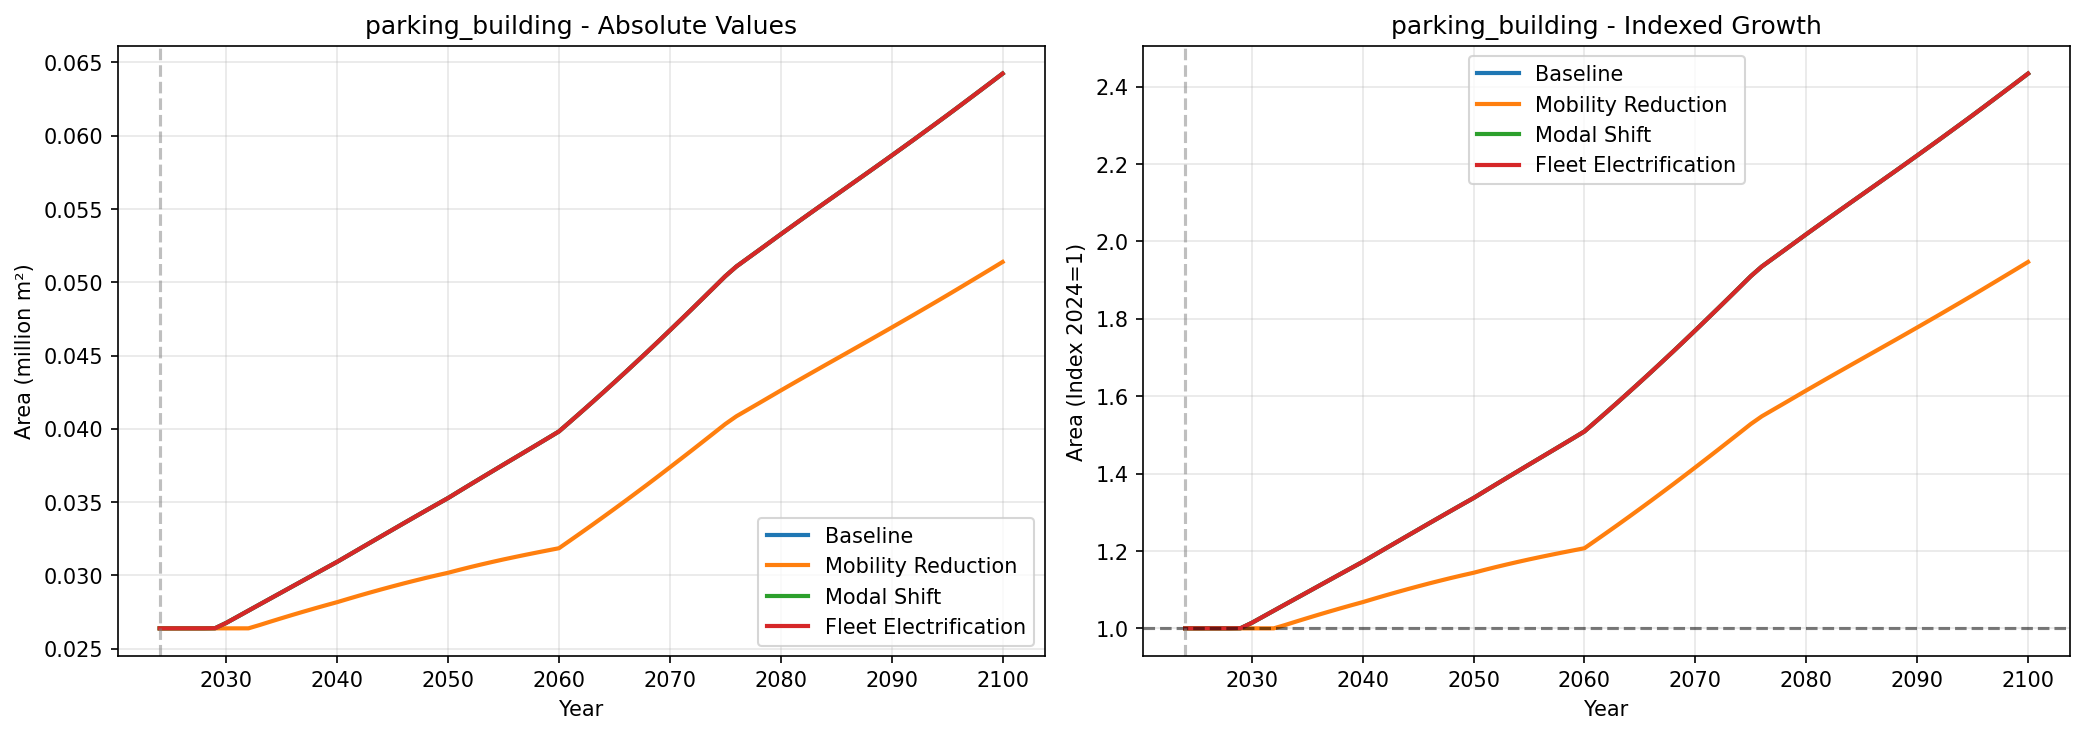 parking_building - Absolute Values
0.065
0.060
0.055
0.050
0.045
0.040
0.035
0.030
0.025
Area (million m²)
2030 2040 2050 2060 2070 2080 2090 2100
Year
Baseline
Mobility Reduction
Modal Shift
Fleet Electrification
parking_building - Indexed Growth
2.4
2.2
2.0
1.8
1.6
1.4
1.2
1.0
Area (Index 2024=1)
2030 2040 2050 2060 2070 2080 2090 2100
Year
Baseline
Mobility Reduction
Modal Shift
Fleet Electrification